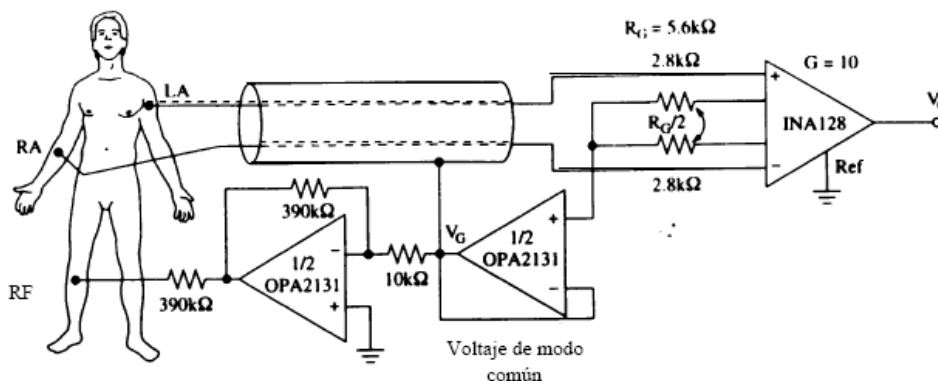 R_G = 5.6kΩ
2.8kΩ
G = 10
LA
+
V
R_G/2
INA128
RA
-
Ref
390kΩ
2.8kΩ
+
V_G
1/2
OPA2131
-
10kΩ
-
1/2
OPA2131
+
RF
390kΩ
Voltaje de modo
común